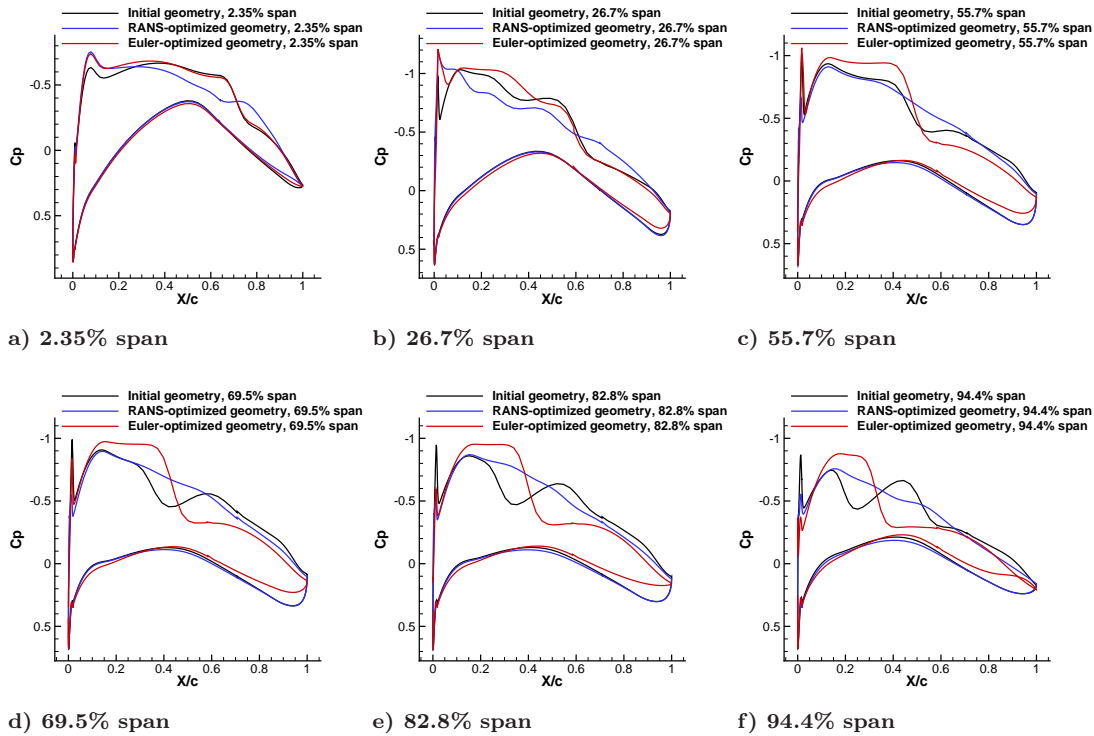 Initial geometry, 2.35% span
RANS-optimized geometry, 2.35% span
Euler-optimized geometry, 2.35% span
-0.5
0
0.5
Cp
0 0.2 0.4 0.6 0.8 1
X/c
a) 2.35% span
Initial geometry, 26.7% span
RANS-optimized geometry, 26.7% span
Euler-optimized geometry, 26.7% span
-1
-0.5
0
0.5
Cp
0 0.2 0.4 0.6 0.8 1
X/c
b) 26.7% span
Initial geometry, 55.7% span
RANS-optimized geometry, 55.7% span
Euler-optimized geometry, 55.7% span
-1
-0.5
0
0.5
Cp
0 0.2 0.4 0.6 0.8 1
X/c
c) 55.7% span
Initial geometry, 69.5% span
RANS-optimized geometry, 69.5% span
Euler-optimized geometry, 69.5% span
-1
-0.5
0
0.5
Cp
0 0.2 0.4 0.6 0.8 1
X/c
d) 69.5% span
Initial geometry, 82.8% span
RANS-optimized geometry, 82.8% span
Euler-optimized geometry, 82.8% span
-1
-0.5
0
0.5
Cp
0 0.2 0.4 0.6 0.8 1
X/c
e) 82.8% span
Initial geometry, 94.4% span
RANS-optimized geometry, 94.4% span
Euler-optimized geometry, 94.4% span
-1
-0.5
0
0.5
Cp
0 0.2 0.4 0.6 0.8 1
X/c
f) 94.4% span